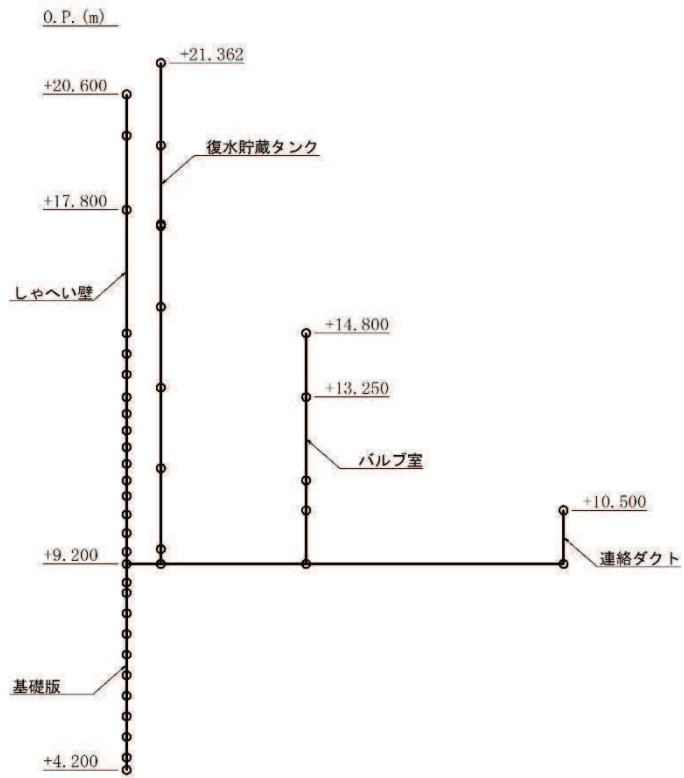 O.P.(m)
+21.362
+20.600
復水貯蔵タンク
+17.800
しゃへい壁
+14.800
+13.250
バルブ室
+10.500
+9.200
連絡ダクト
基礎版
+4.200